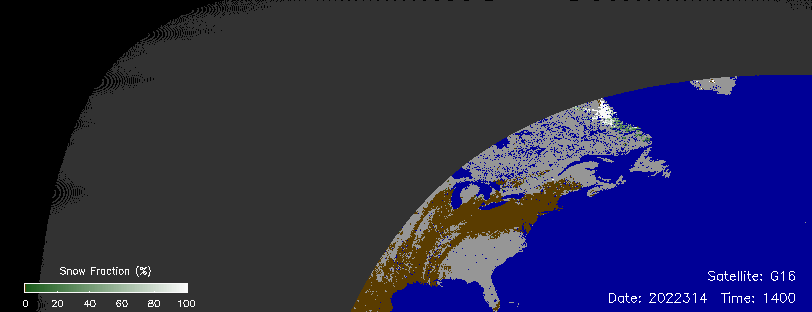 Snow Fraction (%)
0 20 40 60 80 100
Satellite: G16
Date: 2022314 Time: 1400